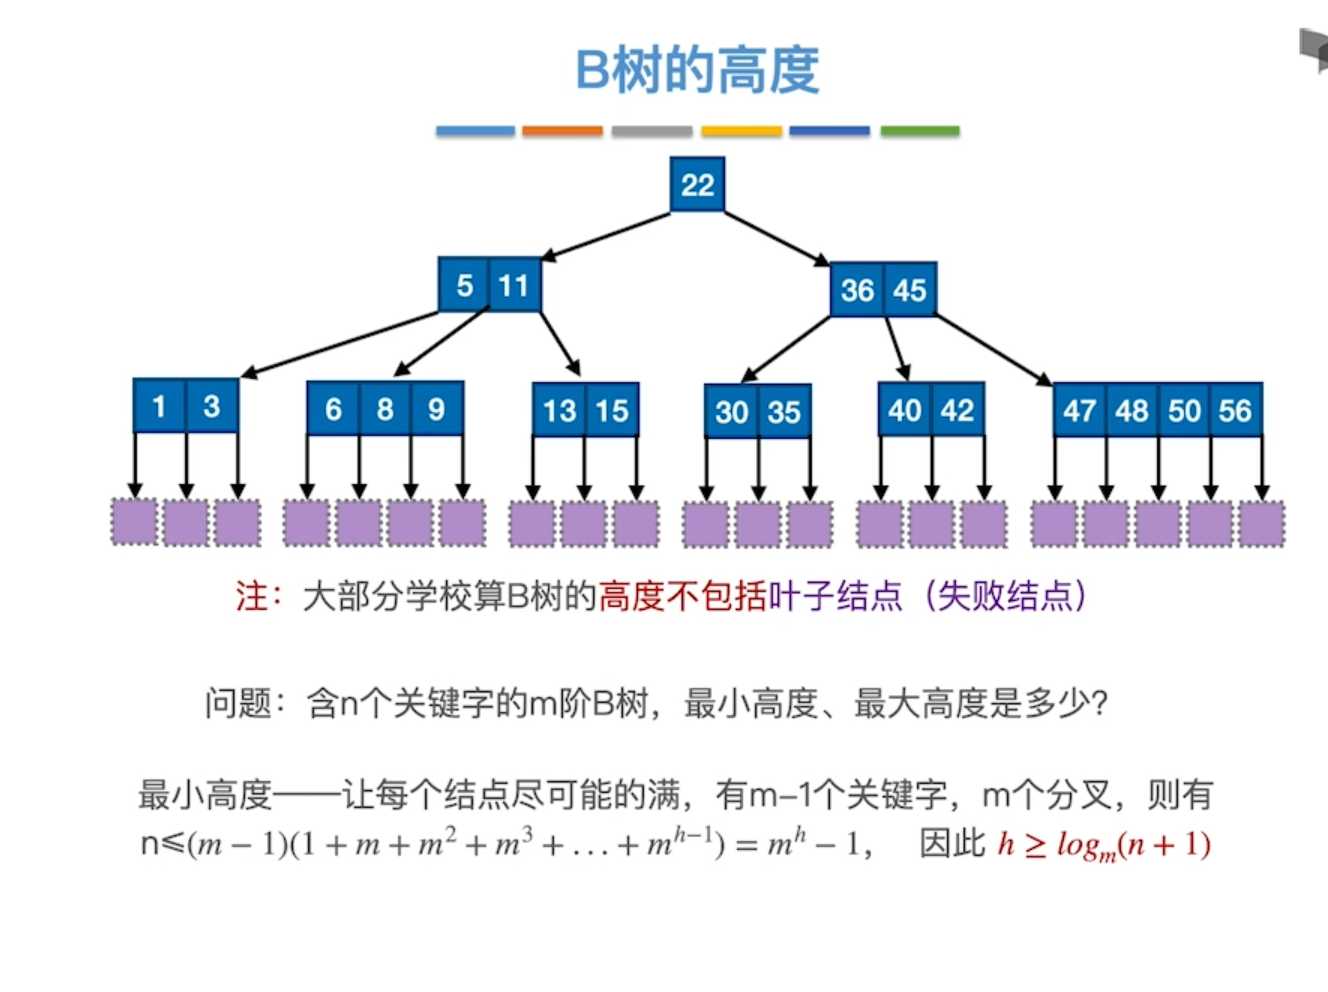 B树的高度
22
5 11
36 45
1 3
6 8 9
13 15
30 35
40 42
47 48 50 56
注：大部分学校算B树的高度不包括叶子结点（失败结点）
问题：含n个关键字的m阶B树，最小高度、最大高度是多少？
最小高度——让每个结点尽可能的满，有m–1个关键字，m个分叉，则有
n≤(m − 1)(1 + m + m² + m³ + . . . + mʰ⁻¹) = mʰ − 1， 因此 h ≥ logₘ(n + 1)